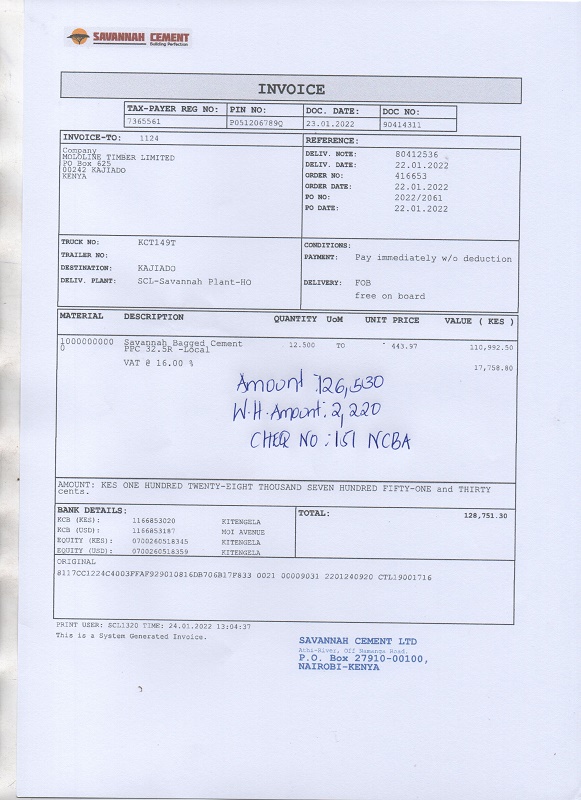 SAVANNAH CEMENT
Building Perfection
INVOICE
TAX-PAYER REG NO: PIN NO: DOC. DATE: DOC NO:
7365561 P051206789Q 23.01.2022 90414311
INVOICE-TO: 1124
Company
MOLOLINE TIMBER LIMITED
PO Box 625
00242 KAJIADO
KENYA
REFERENCE:
DELIV. NOTE: 80412536
DELIV. DATE: 22.01.2022
ORDER NO: 416653
ORDER DATE: 22.01.2022
PO NO: 2022/2061
PO DATE: 22.01.2022
TRUCK NO: KCT149T
TRAILER NO:
DESTINATION: KAJIADO
DELIV. PLANT: SCL-Savannah Plant-HO
CONDITIONS:
PAYMENT: Pay immediately w/o deduction
DELIVERY: FOB
free on board
MATERIAL DESCRIPTION QUANTITY UoM UNIT PRICE VALUE ( KES )
1000000000 Savannah Bagged Cement 12.500 TO 443.97 110,992.50
0 PPC 32.5R -Local
VAT @ 16.00 % 17,758.80
Amount : 126,530
W.H. Amount: 2,220
CHEQ NO : 151 NCBA
AMOUNT: KES ONE HUNDRED TWENTY-EIGHT THOUSAND SEVEN HUNDRED FIFTY-ONE and THIRTY
cents.
BANK DETAILS:
KCB (KES): 1166853020 KITENGELA
KCB (USD): 1166853187 MOI AVENUE
EQUITY (KES): 0700260518345 KITENGELA
EQUITY (USD): 0700260518359 KITENGELA
TOTAL: 128,751.30
ORIGINAL
8117CC1224C4003FFAF929010816DB706B17F833 0021 00009031 2201240920 CTL19001716
PRINT USER: SCL1320 TIME: 24.01.2022 13:04:37
This is a System Generated Invoice.
SAVANNAH CEMENT LTD
Athi-River, Off Namanga Road.
P.O. Box 27910-00100,
NAIROBI-KENYA